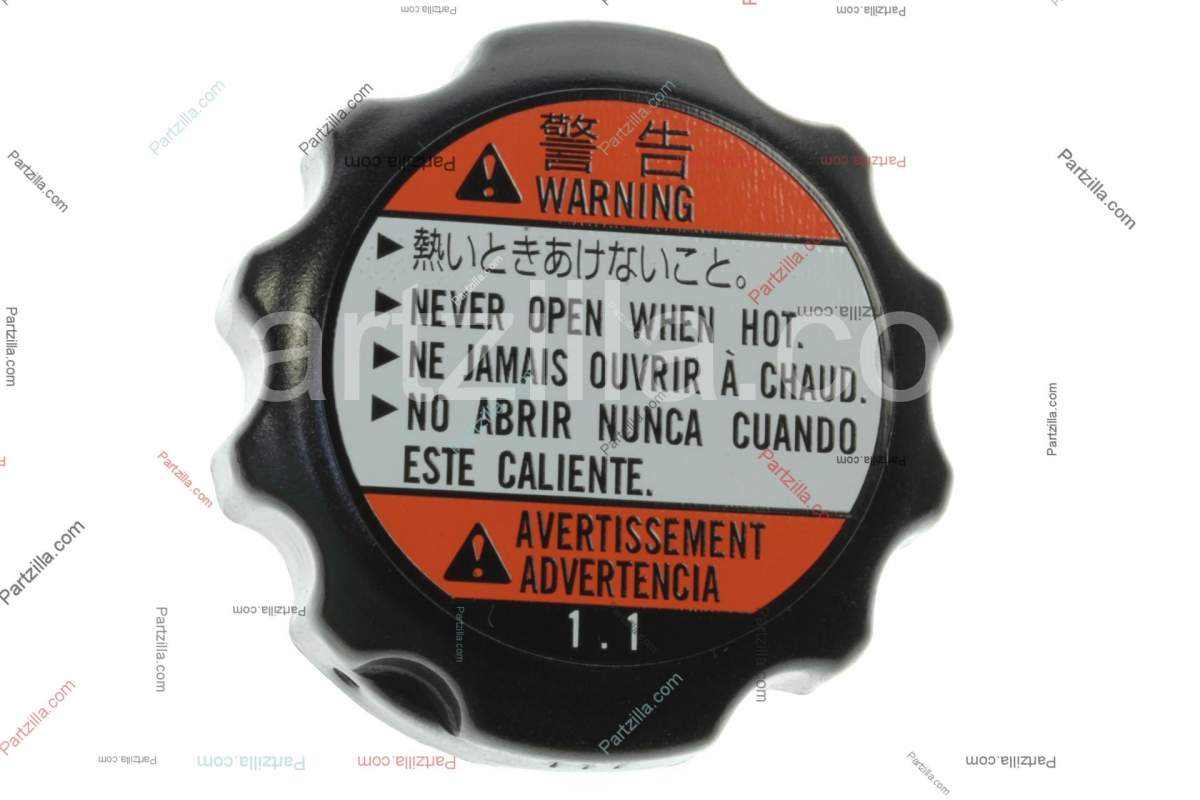 警告
WARNING
▶熱いときあけないこと。
▶NEVER OPEN WHEN HOT.
▶NE JAMAIS OUVRIR À CHAUD.
▶NO ABRIR NUNCA CUANDO
ESTE CALIENTE.
AVERTISSEMENT
ADVERTENCIA
1.1
Partzilla.com